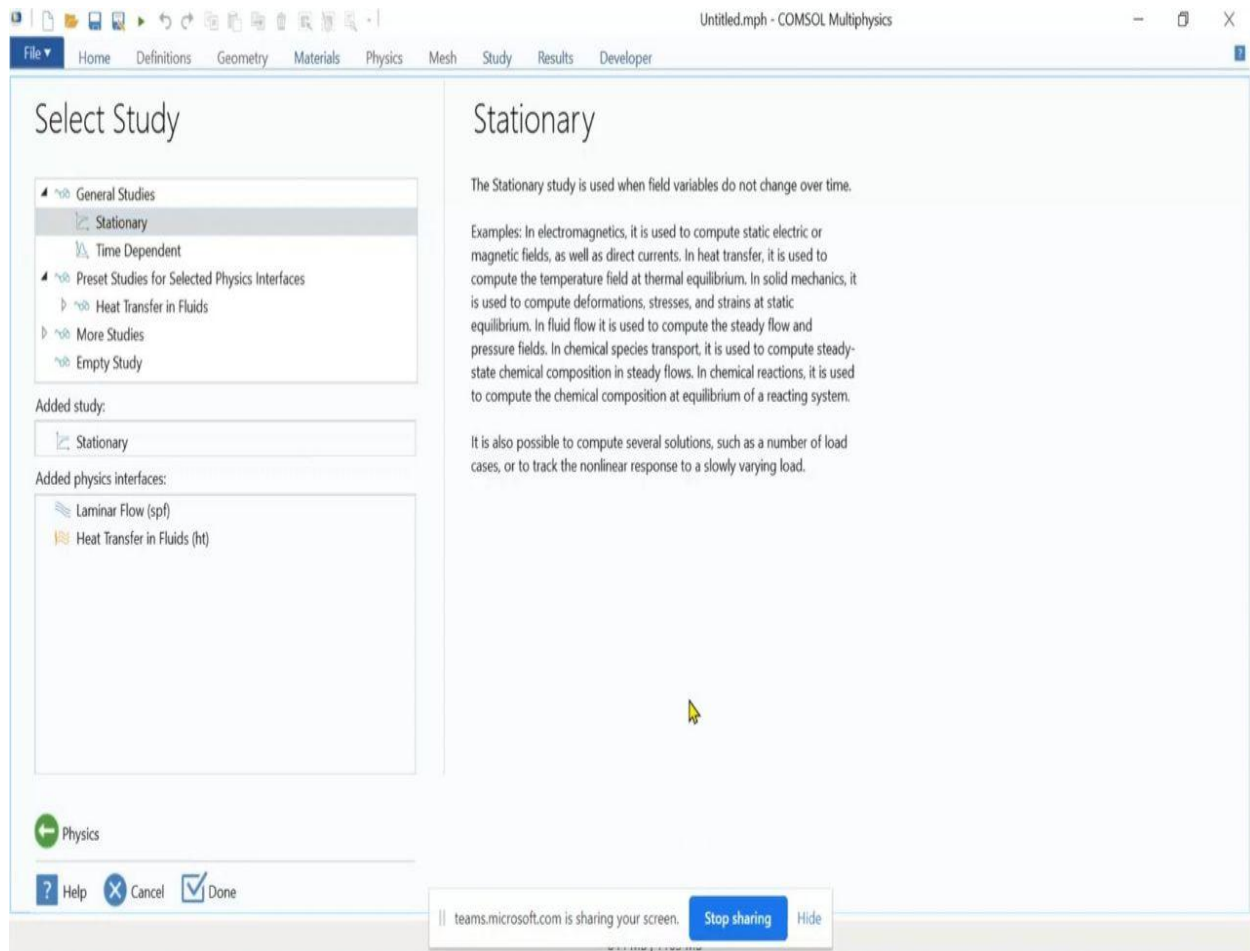 Untitled.mph - COMSOL Multiphysics
File Home Definitions Geometry Materials Physics Mesh Study Results Developer
Select Study
General Studies
Stationary
Time Dependent
Preset Studies for Selected Physics Interfaces
Heat Transfer in Fluids
More Studies
Empty Study
Added study:
Stationary
Added physics interfaces:
Laminar Flow (spf)
Heat Transfer in Fluids (ht)
Physics
? Help Cancel Done
Stationary
The Stationary study is used when field variables do not change over time.
Examples: In electromagnetics, it is used to compute static electric or
magnetic fields, as well as direct currents. In heat transfer, it is used to
compute the temperature field at thermal equilibrium. In solid mechanics, it
is used to compute deformations, stresses, and strains at static
equilibrium. In fluid flow it is used to compute the steady flow and
pressure fields. In chemical species transport, it is used to compute steady-
state chemical composition in steady flows. In chemical reactions, it is used
to compute the chemical composition at equilibrium of a reacting system.
It is also possible to compute several solutions, such as a number of load
cases, or to track the nonlinear response to a slowly varying load.
teams.microsoft.com is sharing your screen. Stop sharing Hide